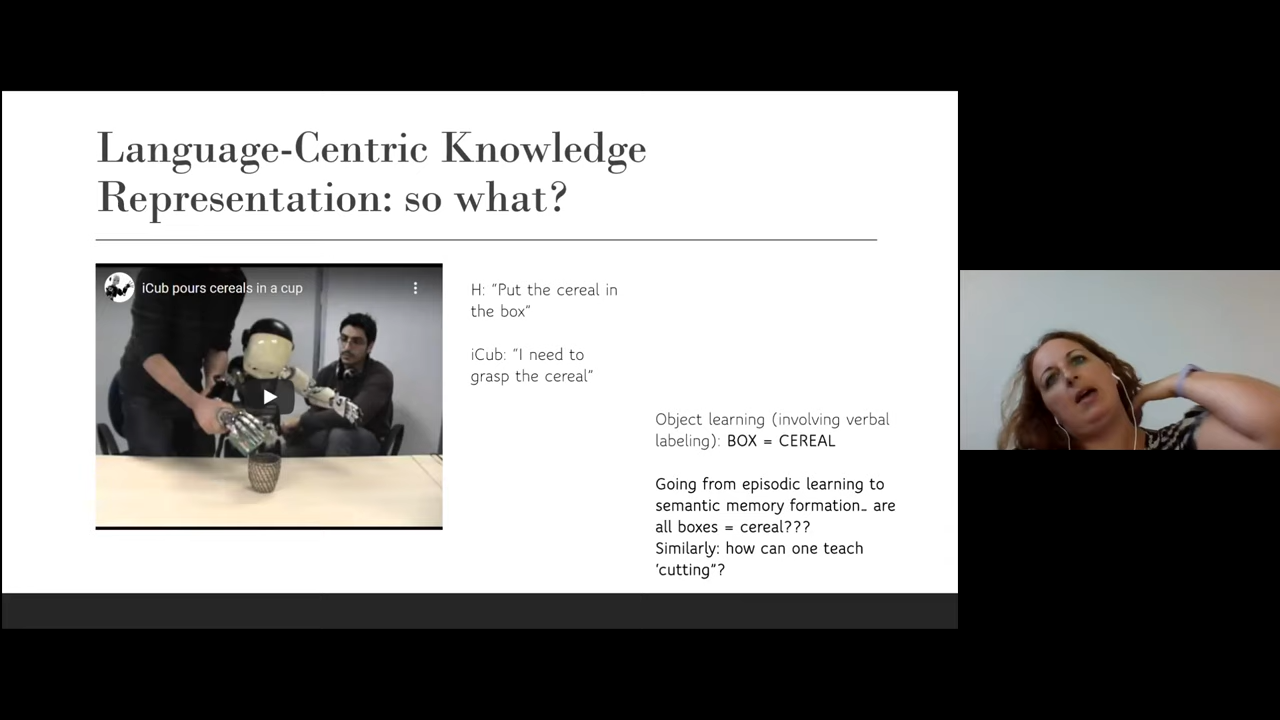 Language-Centric Knowledge
Representation: so what?
iCub pours cereals in a cup
H: “Put the cereal in
the box”
iCub: “I need to
grasp the cereal”
Object learning (involving verbal
labeling): BOX = CEREAL
Going from episodic learning to
semantic memory formation… are
all boxes = cereal???
Similarly: how can one teach
‘cutting”?